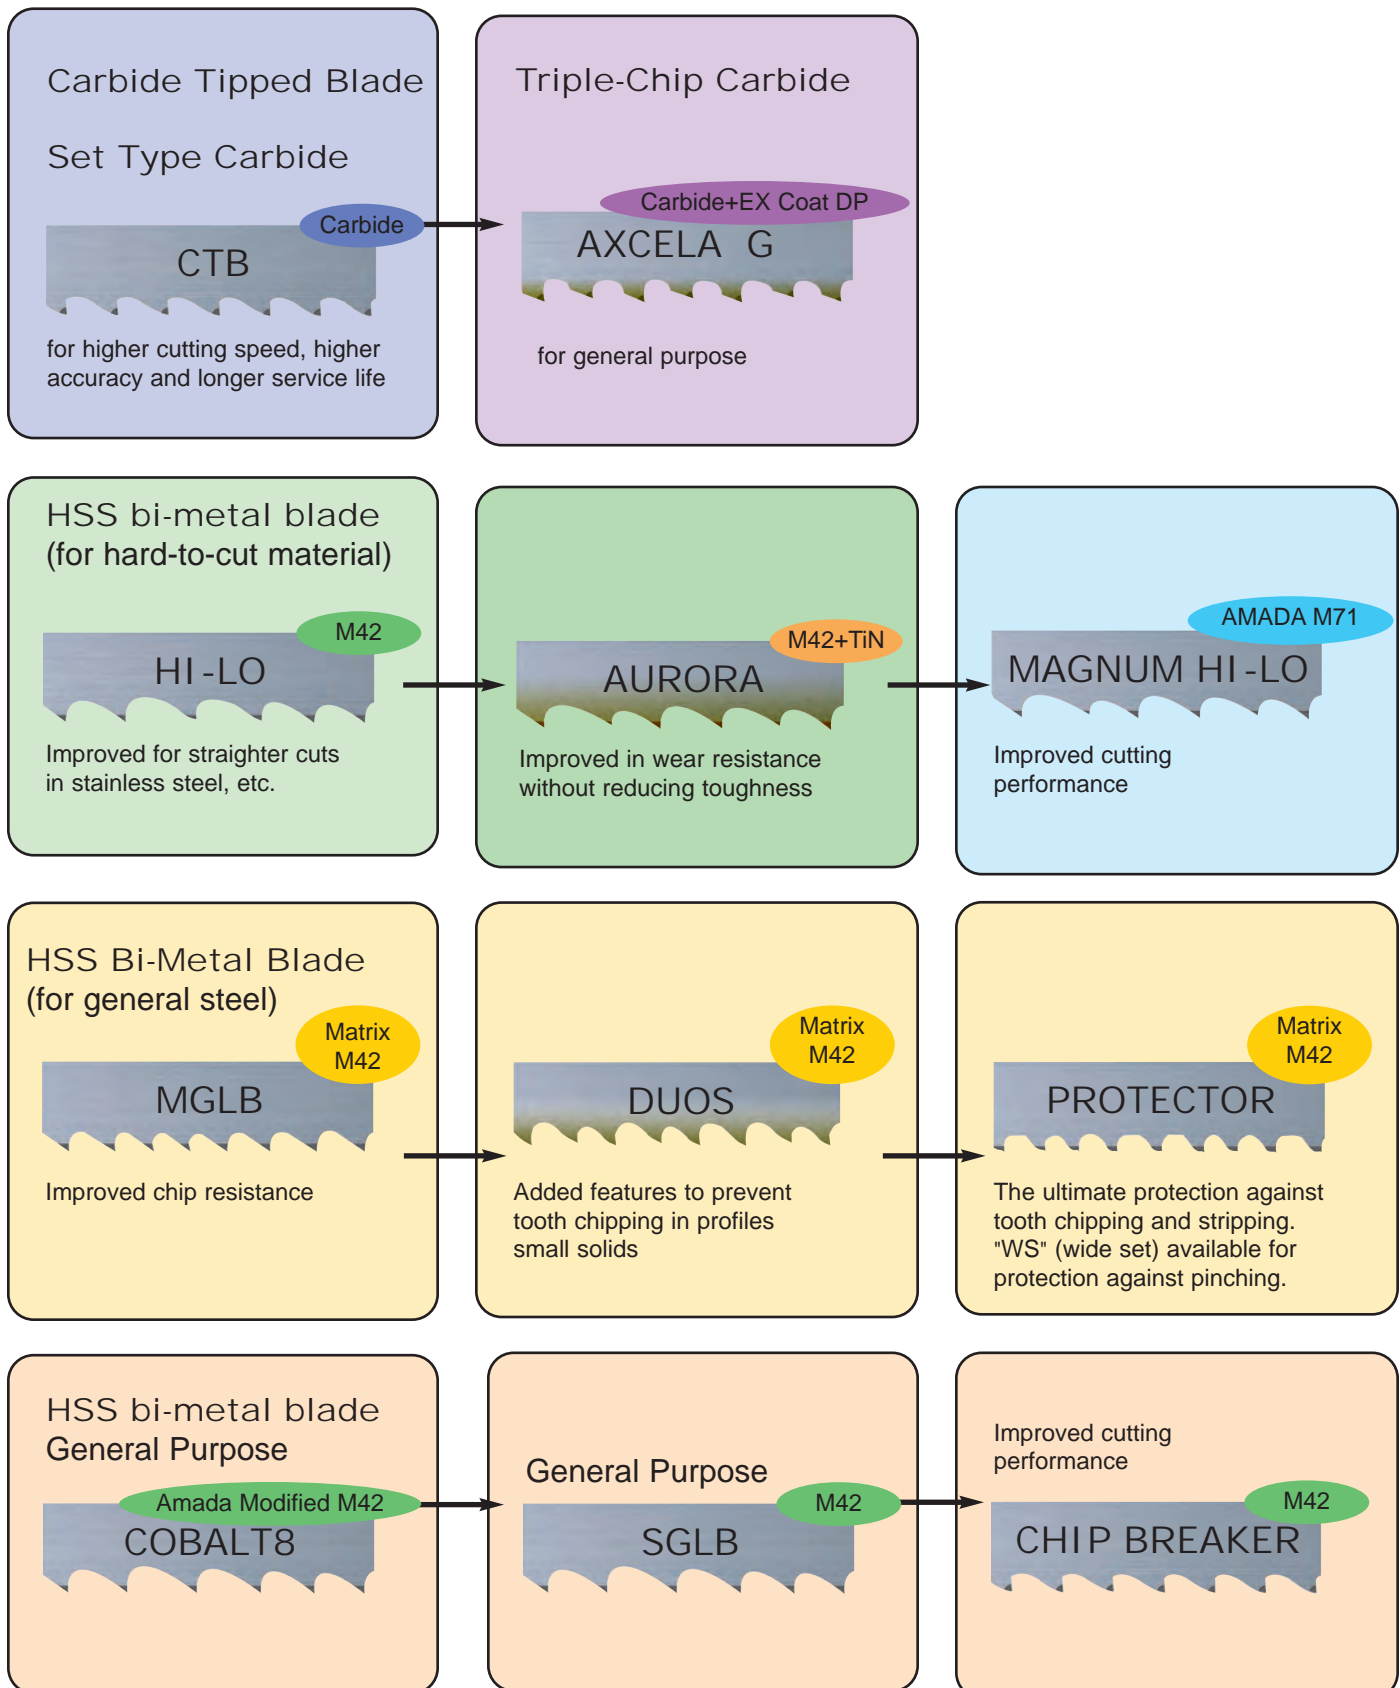 Carbide Tipped Blade
Set Type Carbide
Carbide
CTB
for higher cutting speed, higher
accuracy and longer service life
Triple-Chip Carbide
Carbide+EX Coat DP
AXCELA G
for general purpose
HSS bi-metal blade
(for hard-to-cut material)
M42
HI-LO
Improved for straighter cuts
in stainless steel, etc.
M42+TiN
AURORA
Improved in wear resistance
without reducing toughness
AMADA M71
MAGNUM HI-LO
Improved cutting
performance
HSS Bi-Metal Blade
(for general steel)
Matrix
M42
MGLB
Improved chip resistance
Matrix
M42
DUOS
Added features to prevent
tooth chipping in profiles
small solids
Matrix
M42
PROTECTOR
The ultimate protection against
tooth chipping and stripping.
"WS" (wide set) available for
protection against pinching.
HSS bi-metal blade
General Purpose
Amada Modified M42
COBALT8
General Purpose
M42
SGLB
Improved cutting
performance
M42
CHIP BREAKER